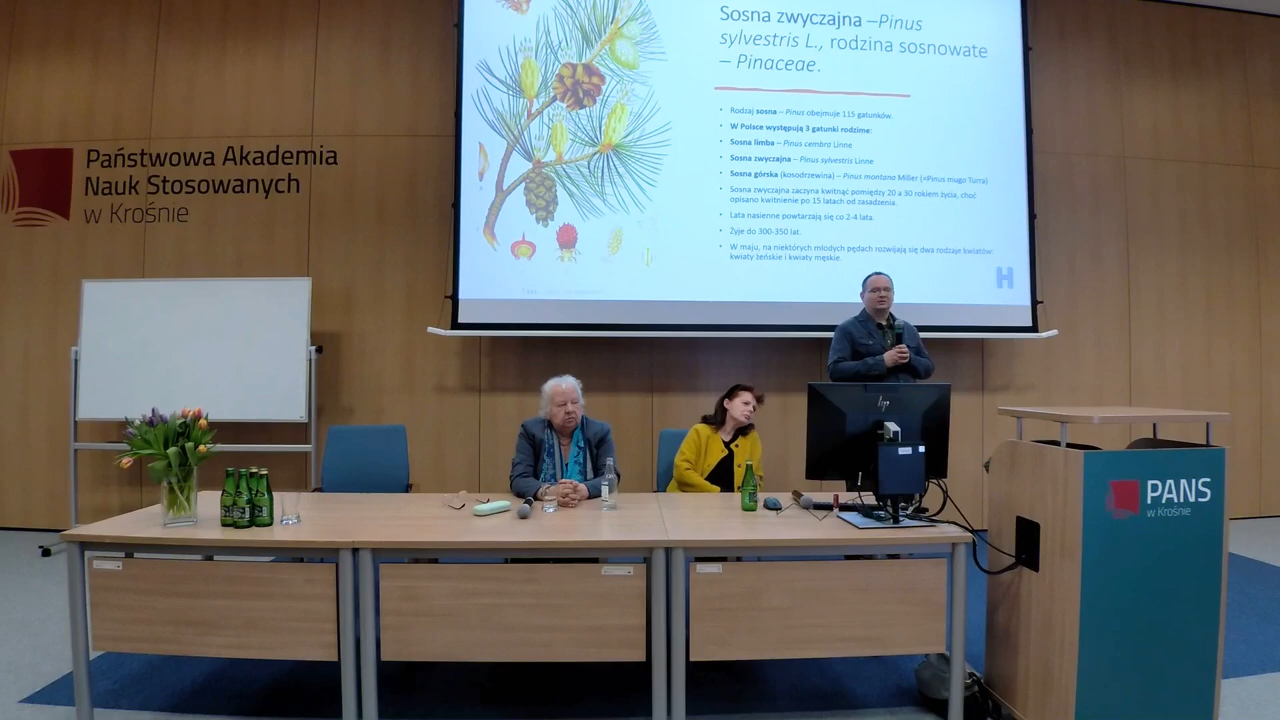 Sosna zwyczajna –Pinus
sylvestris L., rodzina sosnowate
– Pinaceae.
• Rodzaj sosna – Pinus obejmuje 115 gatunków.
• W Polsce występują 3 gatunki rodzime:
• Sosna limba – Pinus cembra Linne
• Sosna zwyczajna – Pinus sylvestris Linne
• Sosna górska (kosodrzewina) – Pinus montana Miller (=Pinus mugo Turra)
• Sosna zwyczajna zaczyna kwitnąć pomiędzy 20 a 30 rokiem życia, choć
opisano kwitnienie po 15 latach od zasadzenia.
• Lata nasienne powtarzają się co 2-4 lata.
• Żyje do 300-350 lat.
• W maju, na niektórych młodych pędach rozwijają się dwa rodzaje kwiatów:
kwiaty żeńskie i kwiaty męskie.
H
Państwowa Akademia
Nauk Stosowanych
w Krośnie
hp
PANS
w Krośnie